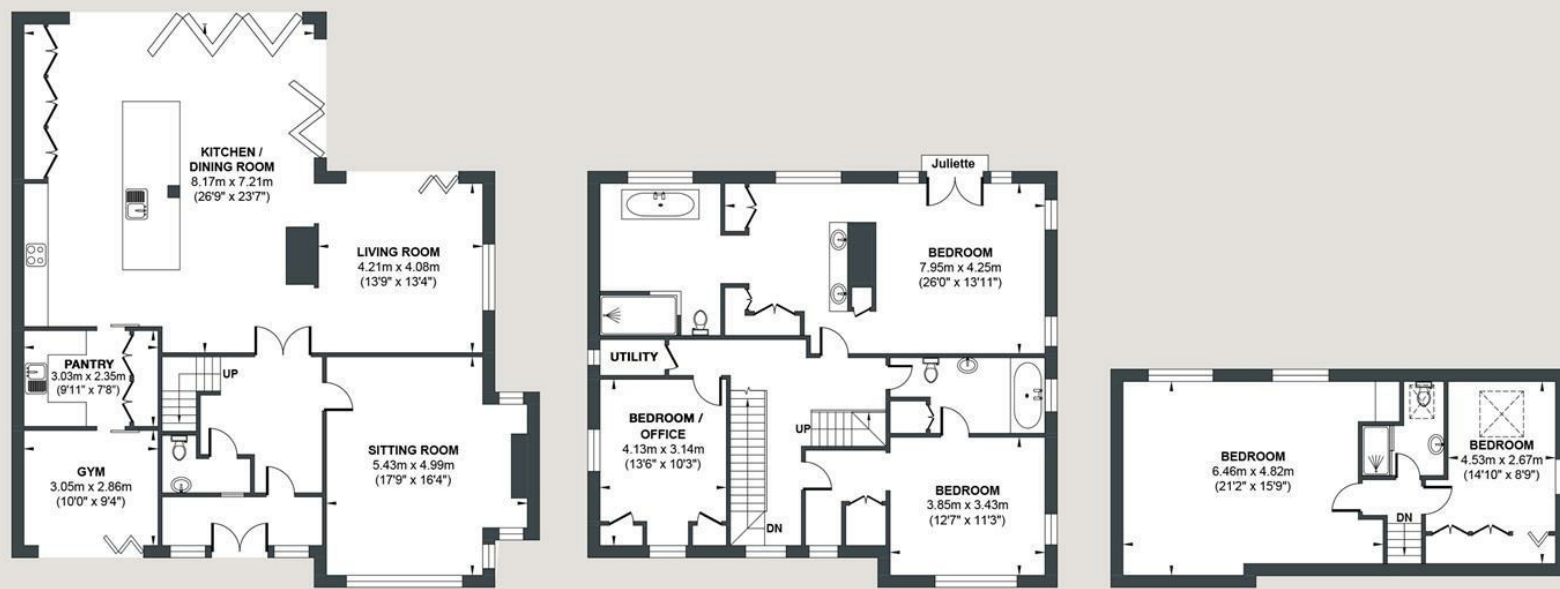 KITCHEN /
DINING ROOM
8.17m x 7.21m
(26'9" x 23'7")
LIVING ROOM
4.21m x 4.08m
(13'9" x 13'4")
PANTRY
3.03m x 2.35m
(9'11" x 7'8")
UP
GYM
3.05m x 2.86m
(10'0" x 9'4")
SITTING ROOM
5.43m x 4.99m
(17'9" x 16'4")
Juliette
BEDROOM
7.95m x 4.25m
(26'0" x 13'11")
UTILITY
BEDROOM /
OFFICE
4.13m x 3.14m
(13'6" x 10'3")
UP
DN
BEDROOM
3.85m x 3.43m
(12'7" x 11'3")
BEDROOM
6.46m x 4.82m
(21'2" x 15'9")
BEDROOM
4.53m x 2.67m
(14'10" x 8'9")
DN